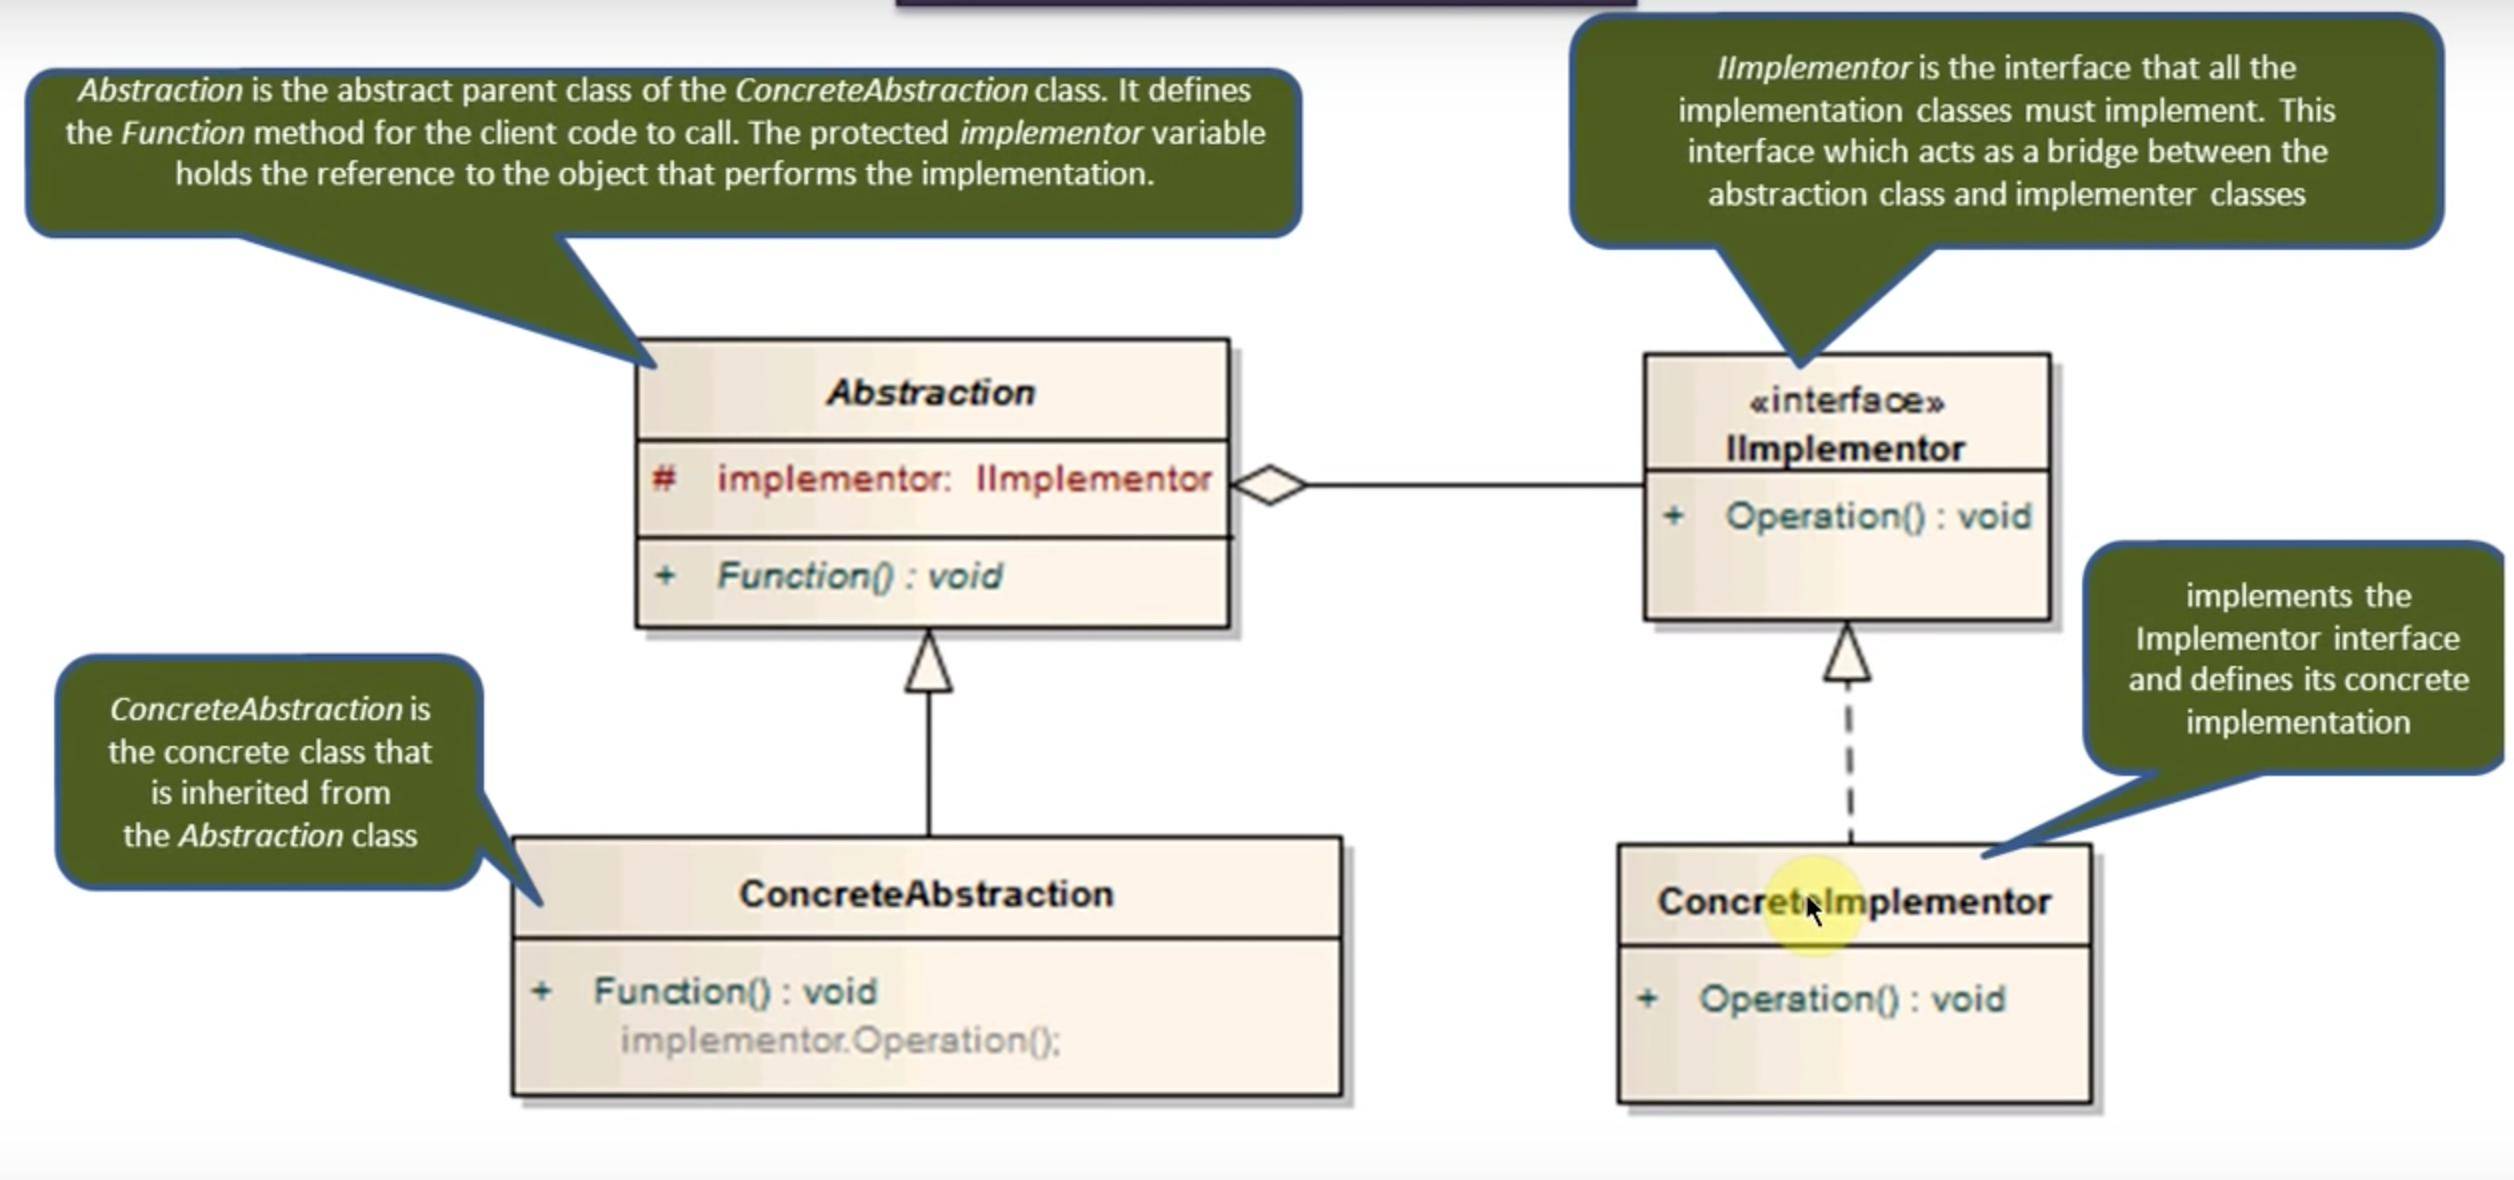 Abstraction is the abstract parent class of the ConcreteAbstraction class. It defines
the Function method for the client code to call. The protected implementor variable
holds the reference to the object that performs the implementation.
IImplementor is the interface that all the
implementation classes must implement. This
interface which acts as a bridge between the
abstraction class and implementer classes
Abstraction
# implementor: IImplementor
+ Function() : void
«interface»
IImplementor
+ Operation() : void
implements the
Implementor interface
and defines its concrete
implementation
ConcreteAbstraction is
the concrete class that
is inherited from
the Abstraction class
ConcreteAbstraction
+ Function() : void
implementor.Operation();
ConcreteImplementor
+ Operation() : void